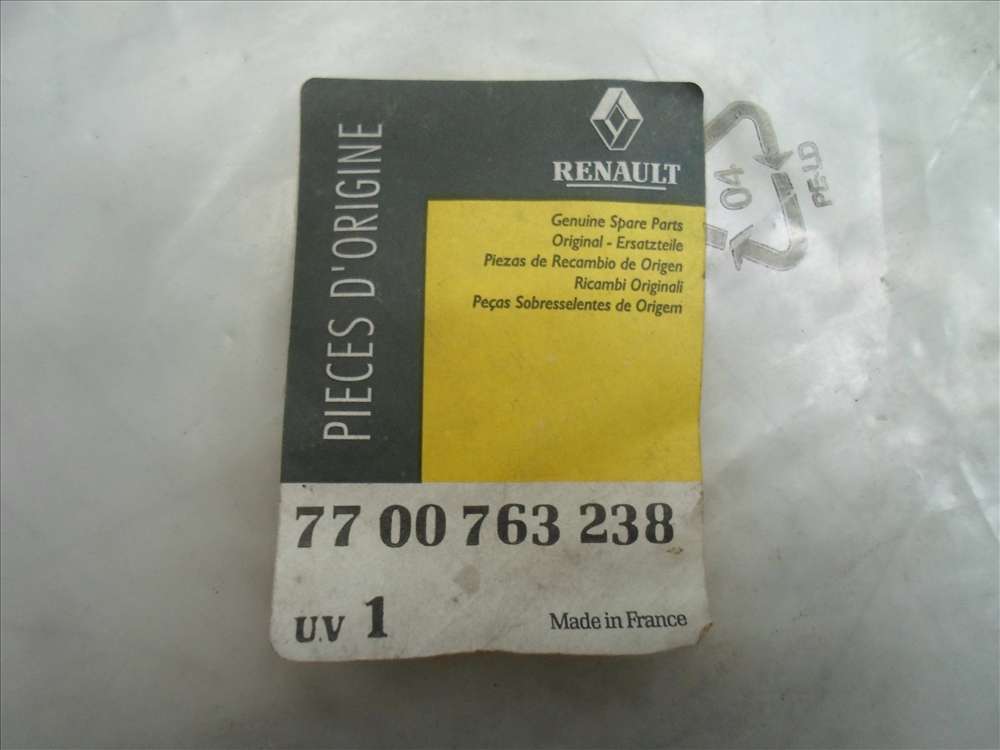 PIECES D'ORIGINE
RENAULT
Genuine Spare Parts
Original - Ersatzteile
Piezas de Recambio de Origen
Ricambi Originali
Peças Sobresselentes de Origem
77 00 763 238
U.V 1
Made in France
04
PE-LD